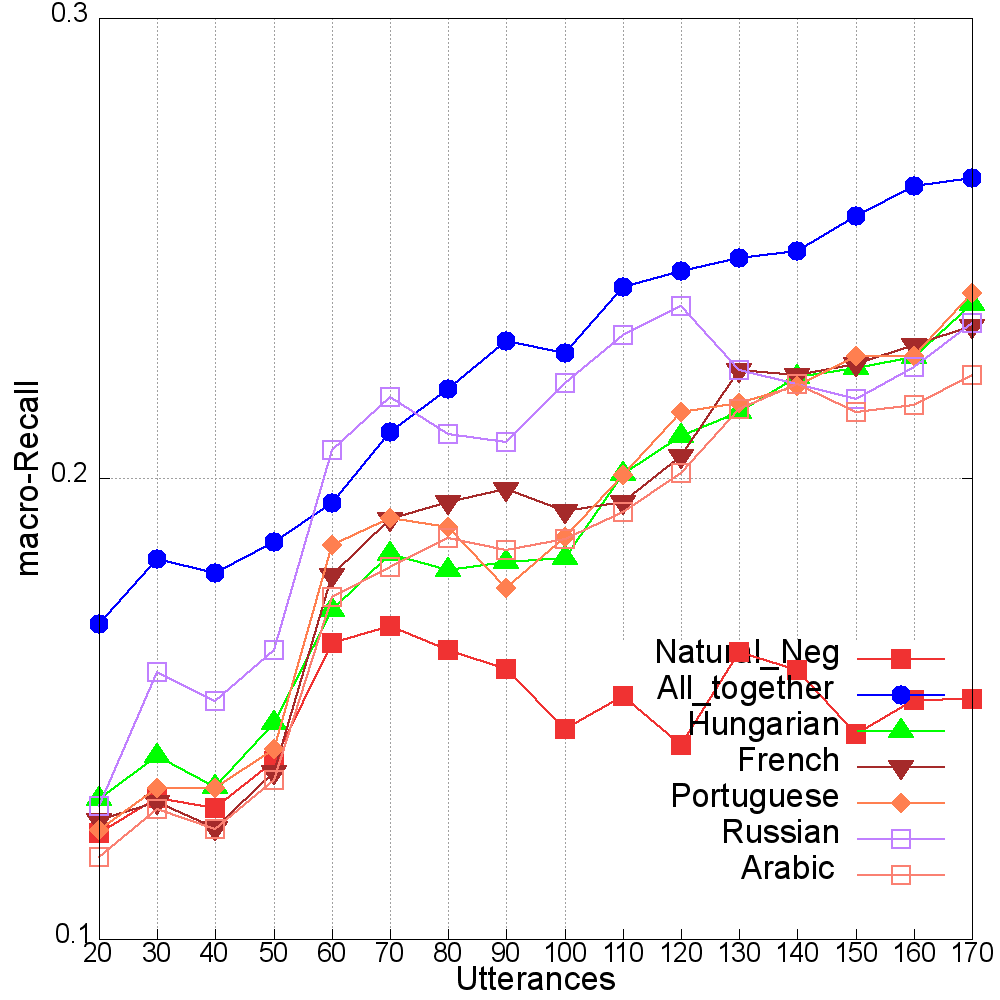 0.3
0.2
0.1
macro-Recall
Natural_Neg
All_together
Hungarian
French
Portuguese
Russian
Arabic
20 30 40 50 60 70 80 90 100 110 120 130 140 150 160 170
Utterances